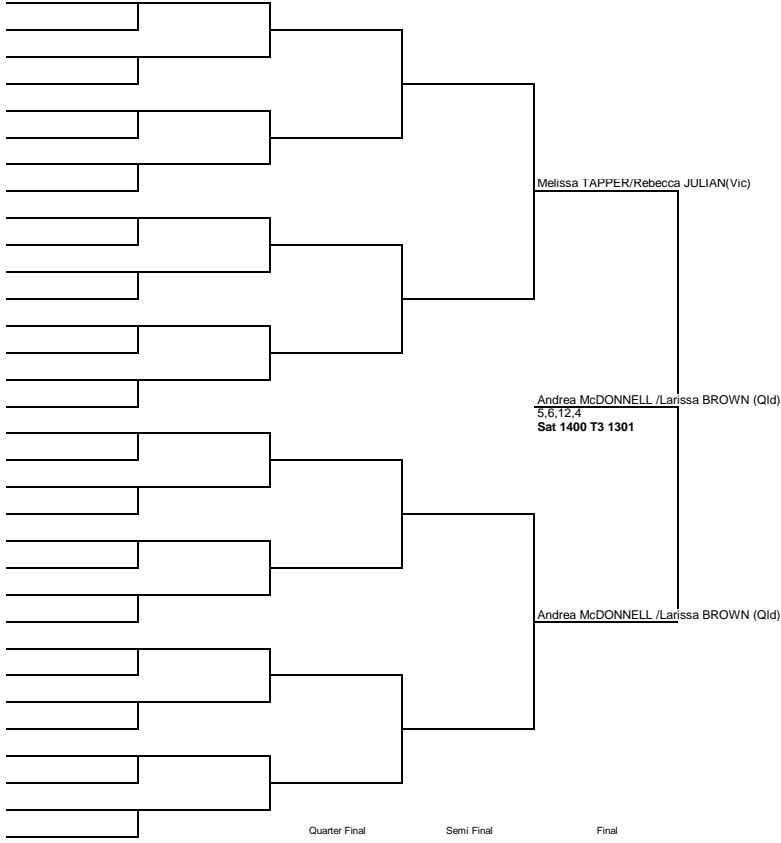 Melissa TAPPER/Rebecca JULIAN(Vic)
Andrea McDONNELL /Larissa BROWN (Qld)
5,6,12,4
Sat 1400 T3 1301
Andrea McDONNELL /Larissa BROWN (Qld)
Quarter Final Semi Final Final